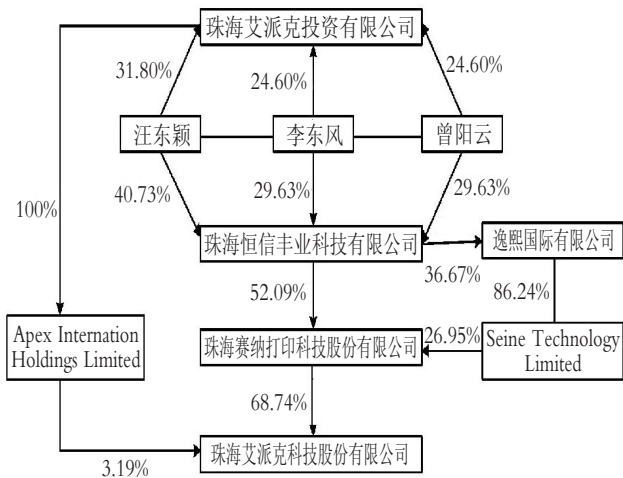 珠海艾派克投资有限公司
31.80%
24.60%
24.60%
汪东颖
李东风
曾阳云
40.73%
29.63%
29.63%
100%
珠海恒信丰业科技有限公司
逸熙国际有限公司
36.67%
52.09%
86.24%
Apex Internation
Holdings Limited
珠海赛纳打印科技股份有限公司
26.95%
Seine Technology
Limited
68.74%
珠海艾派克科技股份有限公司
3.19%